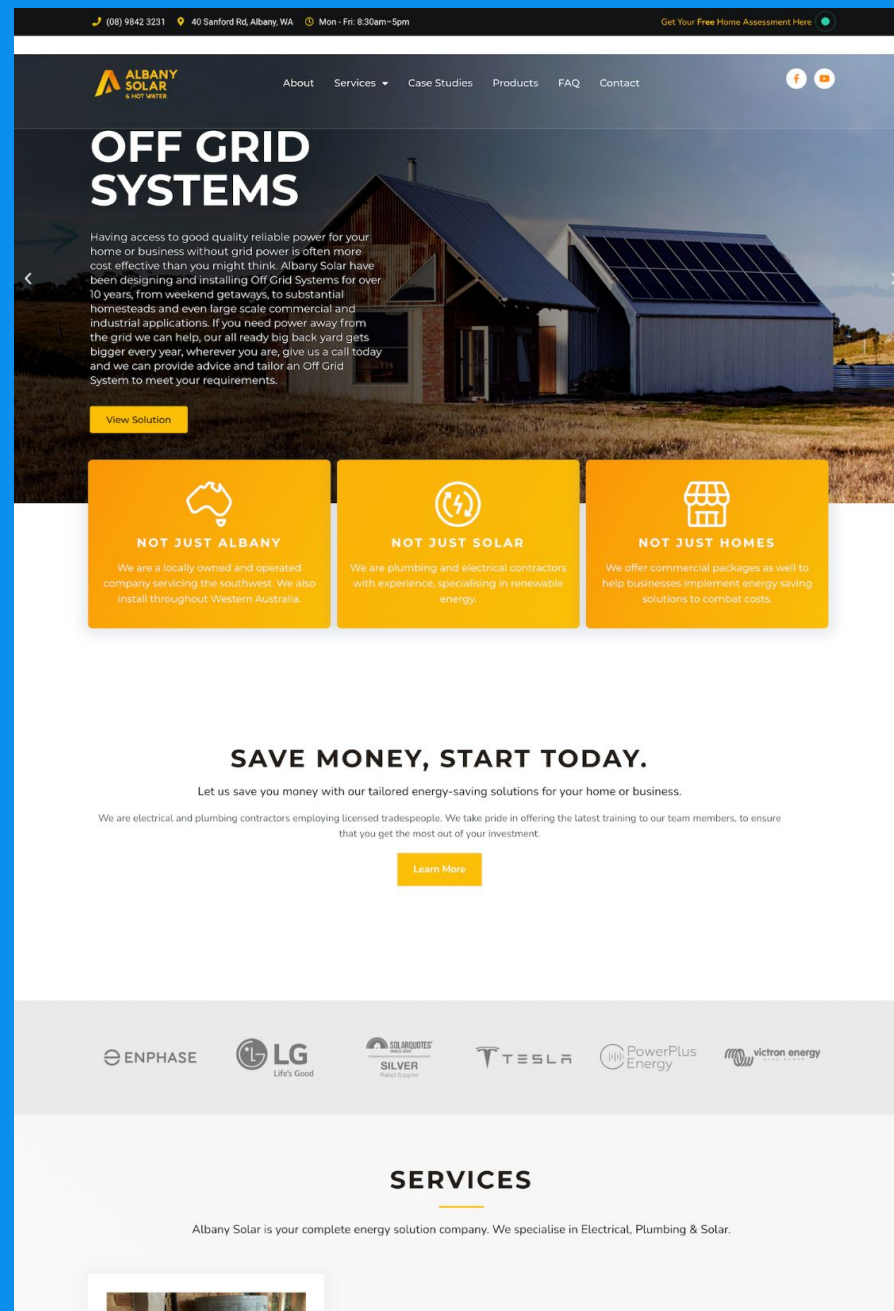 (08) 9842 3231 40 Sanford Rd, Albany, WA Mon - Fri: 8:30am–5pm Get Your Free Home Assessment Here
ALBANY
SOLAR
& HOT WATER
About Services Case Studies Products FAQ Contact
OFF GRID
SYSTEMS
Having access to good quality reliable power for your
home or business without grid power is often more
cost effective than you might think. Albany Solar have
been designing and installing Off Grid Systems for over
10 years, from weekend getaways, to substantial
homesteads and even large scale commercial and
industrial applications. If you need power away from
the grid we can help, our all ready big back yard gets
bigger every year, wherever you are, give us a call today
and we can provide advice and tailor an Off Grid
System to meet your requirements.
View Solution
NOT JUST ALBANY
We are a locally owned and operated
company servicing the southwest. We also
install throughout Western Australia.
NOT JUST SOLAR
We are plumbing and electrical contractors
with experience, specialising in renewable
energy.
NOT JUST HOMES
We offer commercial packages as well to
help businesses implement energy saving
solutions to combat costs.
SAVE MONEY, START TODAY.
Let us save you money with our tailored energy-saving solutions for your home or business.
We are electrical and plumbing contractors employing licensed tradespeople. We take pride in offering the latest training to our team members, to ensure
that you get the most out of your investment.
Learn More
ENPHASE
LG
Life's Good
SOLARQUOTES
SILVER
Rated Supplier
TESLA
PowerPlus
Energy
victron energy
BLUE POWER
SERVICES
Albany Solar is your complete energy solution company. We specialise in Electrical, Plumbing & Solar.